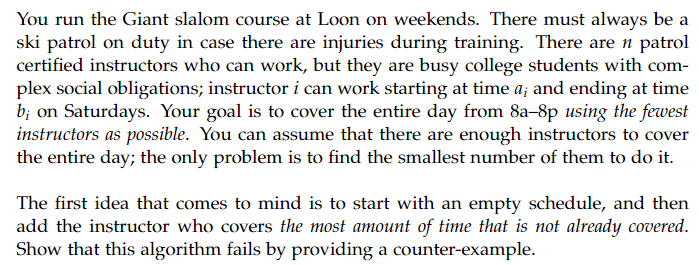 You run the Giant slalom course at Loon on weekends. There must always be a
ski patrol on duty in case there are injuries during training. There are n patrol
certified instructors who can work, but they are busy college students with com-
plex social obligations; instructor i can work starting at time aᵢ and ending at time
bᵢ on Saturdays. Your goal is to cover the entire day from 8a–8p using the fewest
instructors as possible. You can assume that there are enough instructors to cover
the entire day; the only problem is to find the smallest number of them to do it.
The first idea that comes to mind is to start with an empty schedule, and then
add the instructor who covers the most amount of time that is not already covered.
Show that this algorithm fails by providing a counter-example.